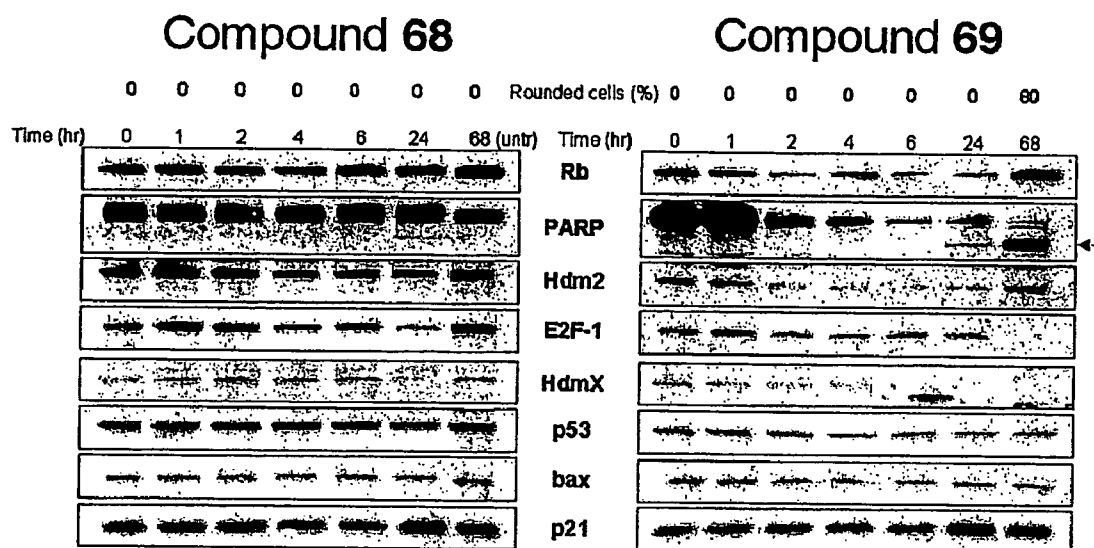 Compound 68 Compound 69
0 0 0 0 0 0 0 Rounded cells (%) 0 0 0 0 0 0 80
Time (hr) 0 1 2 4 6 24 68 (untr) Time (hr) 0 1 2 4 6 24 68
Rb
PARP
Hdm2
E2F-1
HdmX
p53
bax
p21